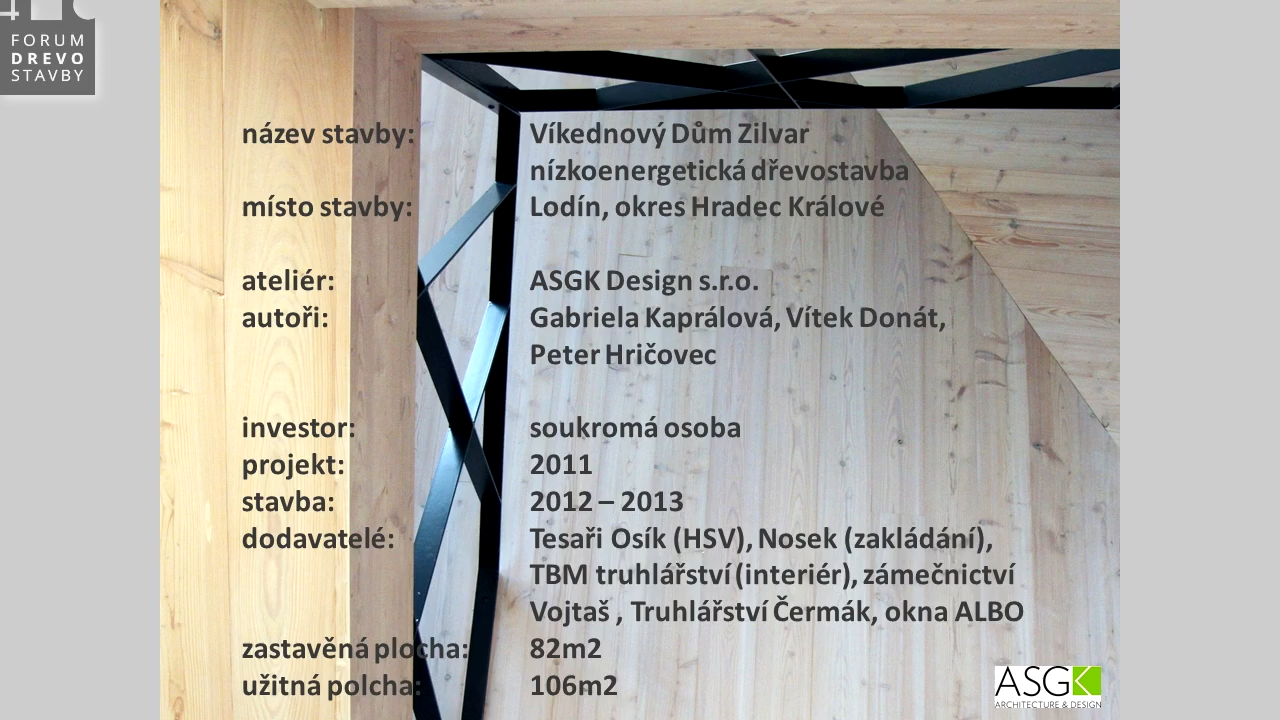 FORUM
DREVO
STAVBY
název stavby: Víkednový Dům Zilvar
nízkoenergetická dřevostavba
místo stavby: Lodín, okres Hradec Králové
ateliér: ASGK Design s.r.o.
autoři: Gabriela Kaprálová, Vítek Donát,
Peter Hričovec
investor: soukromá osoba
projekt: 2011
stavba: 2012 – 2013
dodavatelé: Tesaři Osík (HSV), Nosek (zakládání),
TBM truhlářství (interiér), zámečnictví
Vojtaš , Truhlářství Čermák, okna ALBO
zastavěná plocha: 82m2
užitná polcha: 106m2
ASGK
ARCHITECTURE & DESIGN